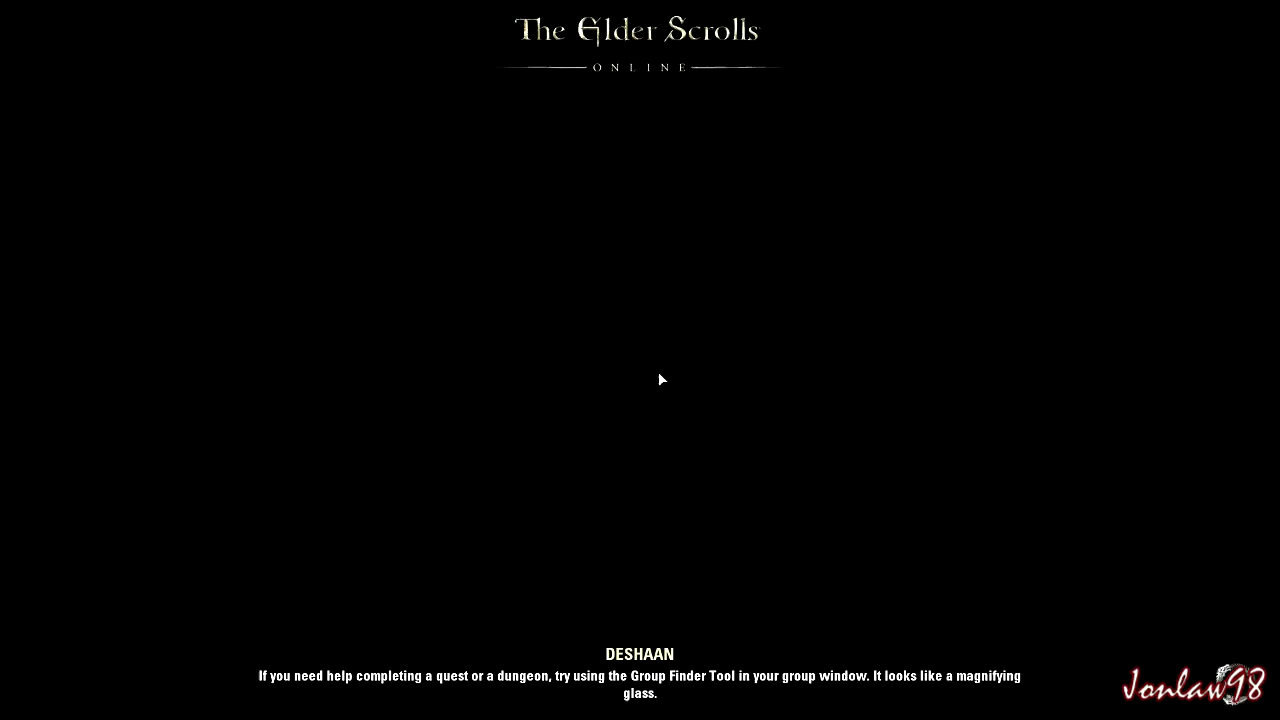 The Elder Scrolls
ONLINE
DESHAAN
If you need help completing a quest or a dungeon, try using the Group Finder Tool in your group window. It looks like a magnifying
glass.
Jonlaw98